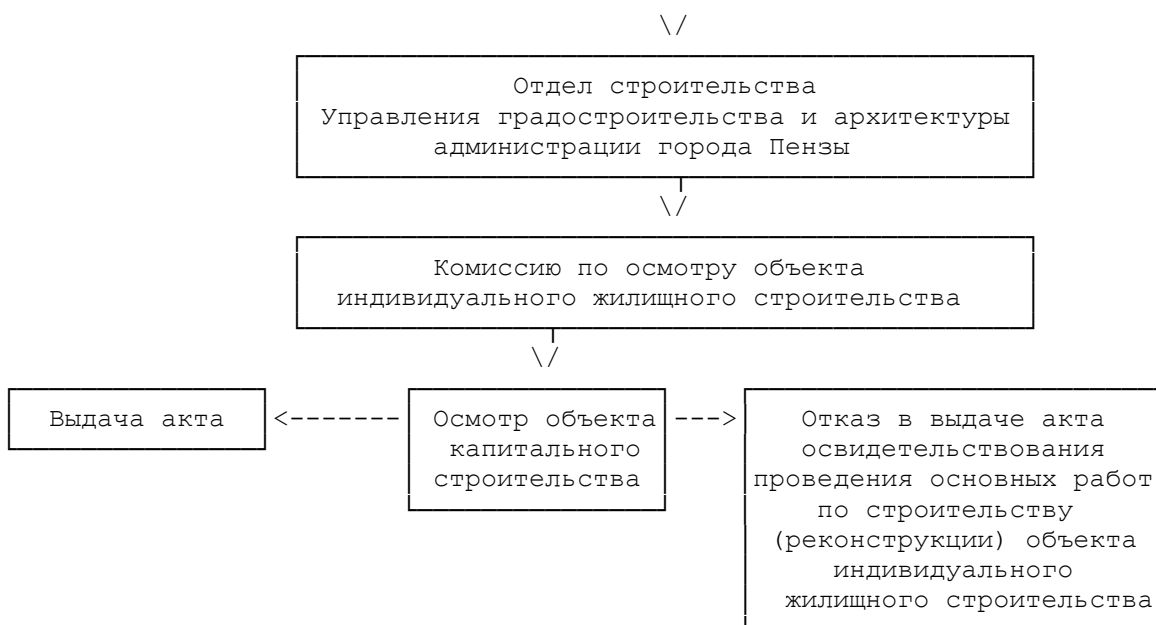 \/
Отдел строительства
Управления градостроительства и архитектуры
администрации города Пензы
\/
Комиссию по осмотру объекта
индивидуального жилищного строительства
\/
Выдача акта
<-------
Осмотр объекта
капитального
строительства
--->
Отказ в выдаче акта
освидетельствования
проведения основных работ
по строительству
(реконструкции) объекта
индивидуального
жилищного строительства